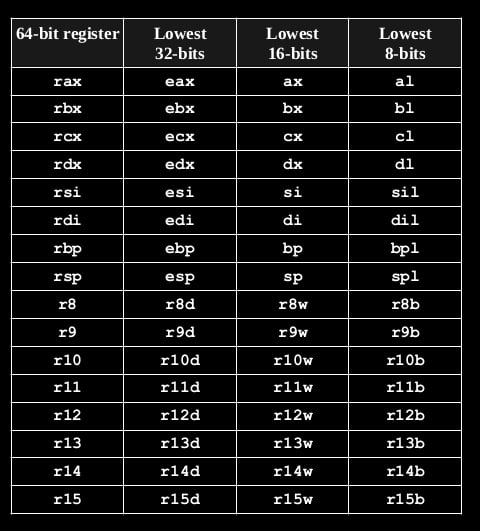 64-bit register Lowest 32-bits Lowest 16-bits Lowest 8-bits
rax eax ax al
rbx ebx bx bl
rcx ecx cx cl
rdx edx dx dl
rsi esi si sil
rdi edi di dil
rbp ebp bp bpl
rsp esp sp spl
r8 r8d r8w r8b
r9 r9d r9w r9b
r10 r10d r10w r10b
r11 r11d r11w r11b
r12 r12d r12w r12b
r13 r13d r13w r13b
r14 r14d r14w r14b
r15 r15d r15w r15b